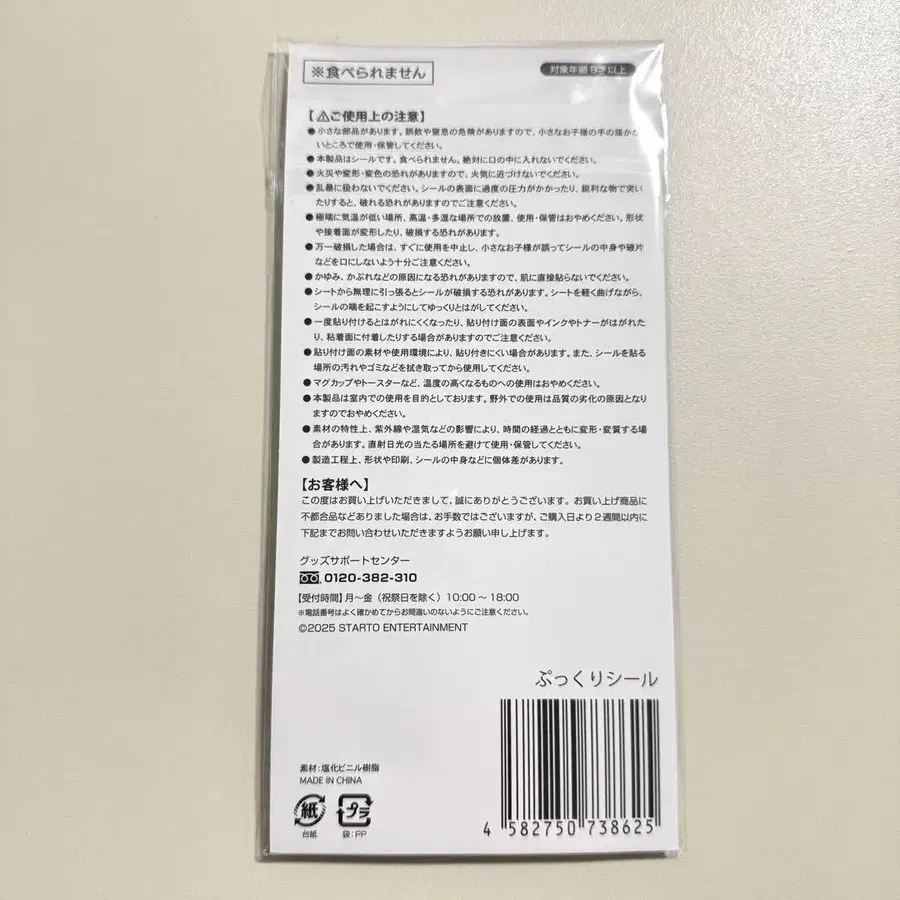 ※食べられません
対象年齢 8才以上
【⚠ご使用上の注意】
●小さな部品があります。誤飲や窒息の危険がありますので、小さなお子様の手の届かな
いところで使用・保管してください。
●本製品はシールです。食べられません。絶対に口の中に入れないでください。
●火災や変形・変色の恐れがありますので、火気に近づけないでください。
●乱暴に扱わないでください。シールの表面に過度の圧力がかかったり、鋭利な物で突い
たりすると、破れる恐れがありますのでご注意ください。
●極端に気温が低い場所、高温・多湿な場所での放置、使用・保管はおやめください。形状
や接着面が変形したり、破損する恐れがあります。
●万一破損した場合は、すぐに使用を中止し、小さなお子様が誤ってシールの中身や破片
などを口にしないよう十分ご注意ください。
●かゆみ、かぶれなどの原因になる恐れがありますので、肌に直接貼らないでください。
●シートから無理に引っ張るとシールが破損する恐れがあります。シートを軽く曲げながら、
シールの端を起こすようにしてゆっくりとはがしてください。
●一度貼り付けるとはがれにくくなったり、貼り付け面の表面やインクやトナーがはがれた
り、粘着面に付着したりする場合がありますのでご注意ください。
●貼り付け面の素材や使用環境により、貼り付きにくい場合があります。また、シールを貼る
場所の汚れやゴミなどを拭き取ってから使用してください。
●マグカップやトースターなど、温度の高くなるものへの使用はおやめください。
●本製品は室内での使用を目的としております。野外での使用は品質の劣化の原因となり
ますのでおやめください。
●素材の特性上、紫外線や湿気などの影響により、時間の経過とともに変形・変質する場
合があります。直射日光の当たる場所を避けて使用・保管してください。
●製造工程上、形状や印刷、シールの中身などに個体差があります。
【お客様へ】
この度はお買い上げいただきまして、誠にありがとうございます。お買い上げ商品に
不都合品などありました場合は、お手数ではございますが、ご購入日より2週間以内に
下記までお問い合わせいただきますようお願い申し上げます。
グッズサポートセンター
0120-382-310
【受付時間】月~金(祝祭日を除く)10:00~18:00
※電話番号はよく確かめてからお間違いのないようにご注意ください。
©2025 STARTO ENTERTAINMENT
ぷっくりシール
素材:塩化ビニル樹脂
MADE IN CHINA
紙
台紙
プラ
袋:PP
4 582750 738625